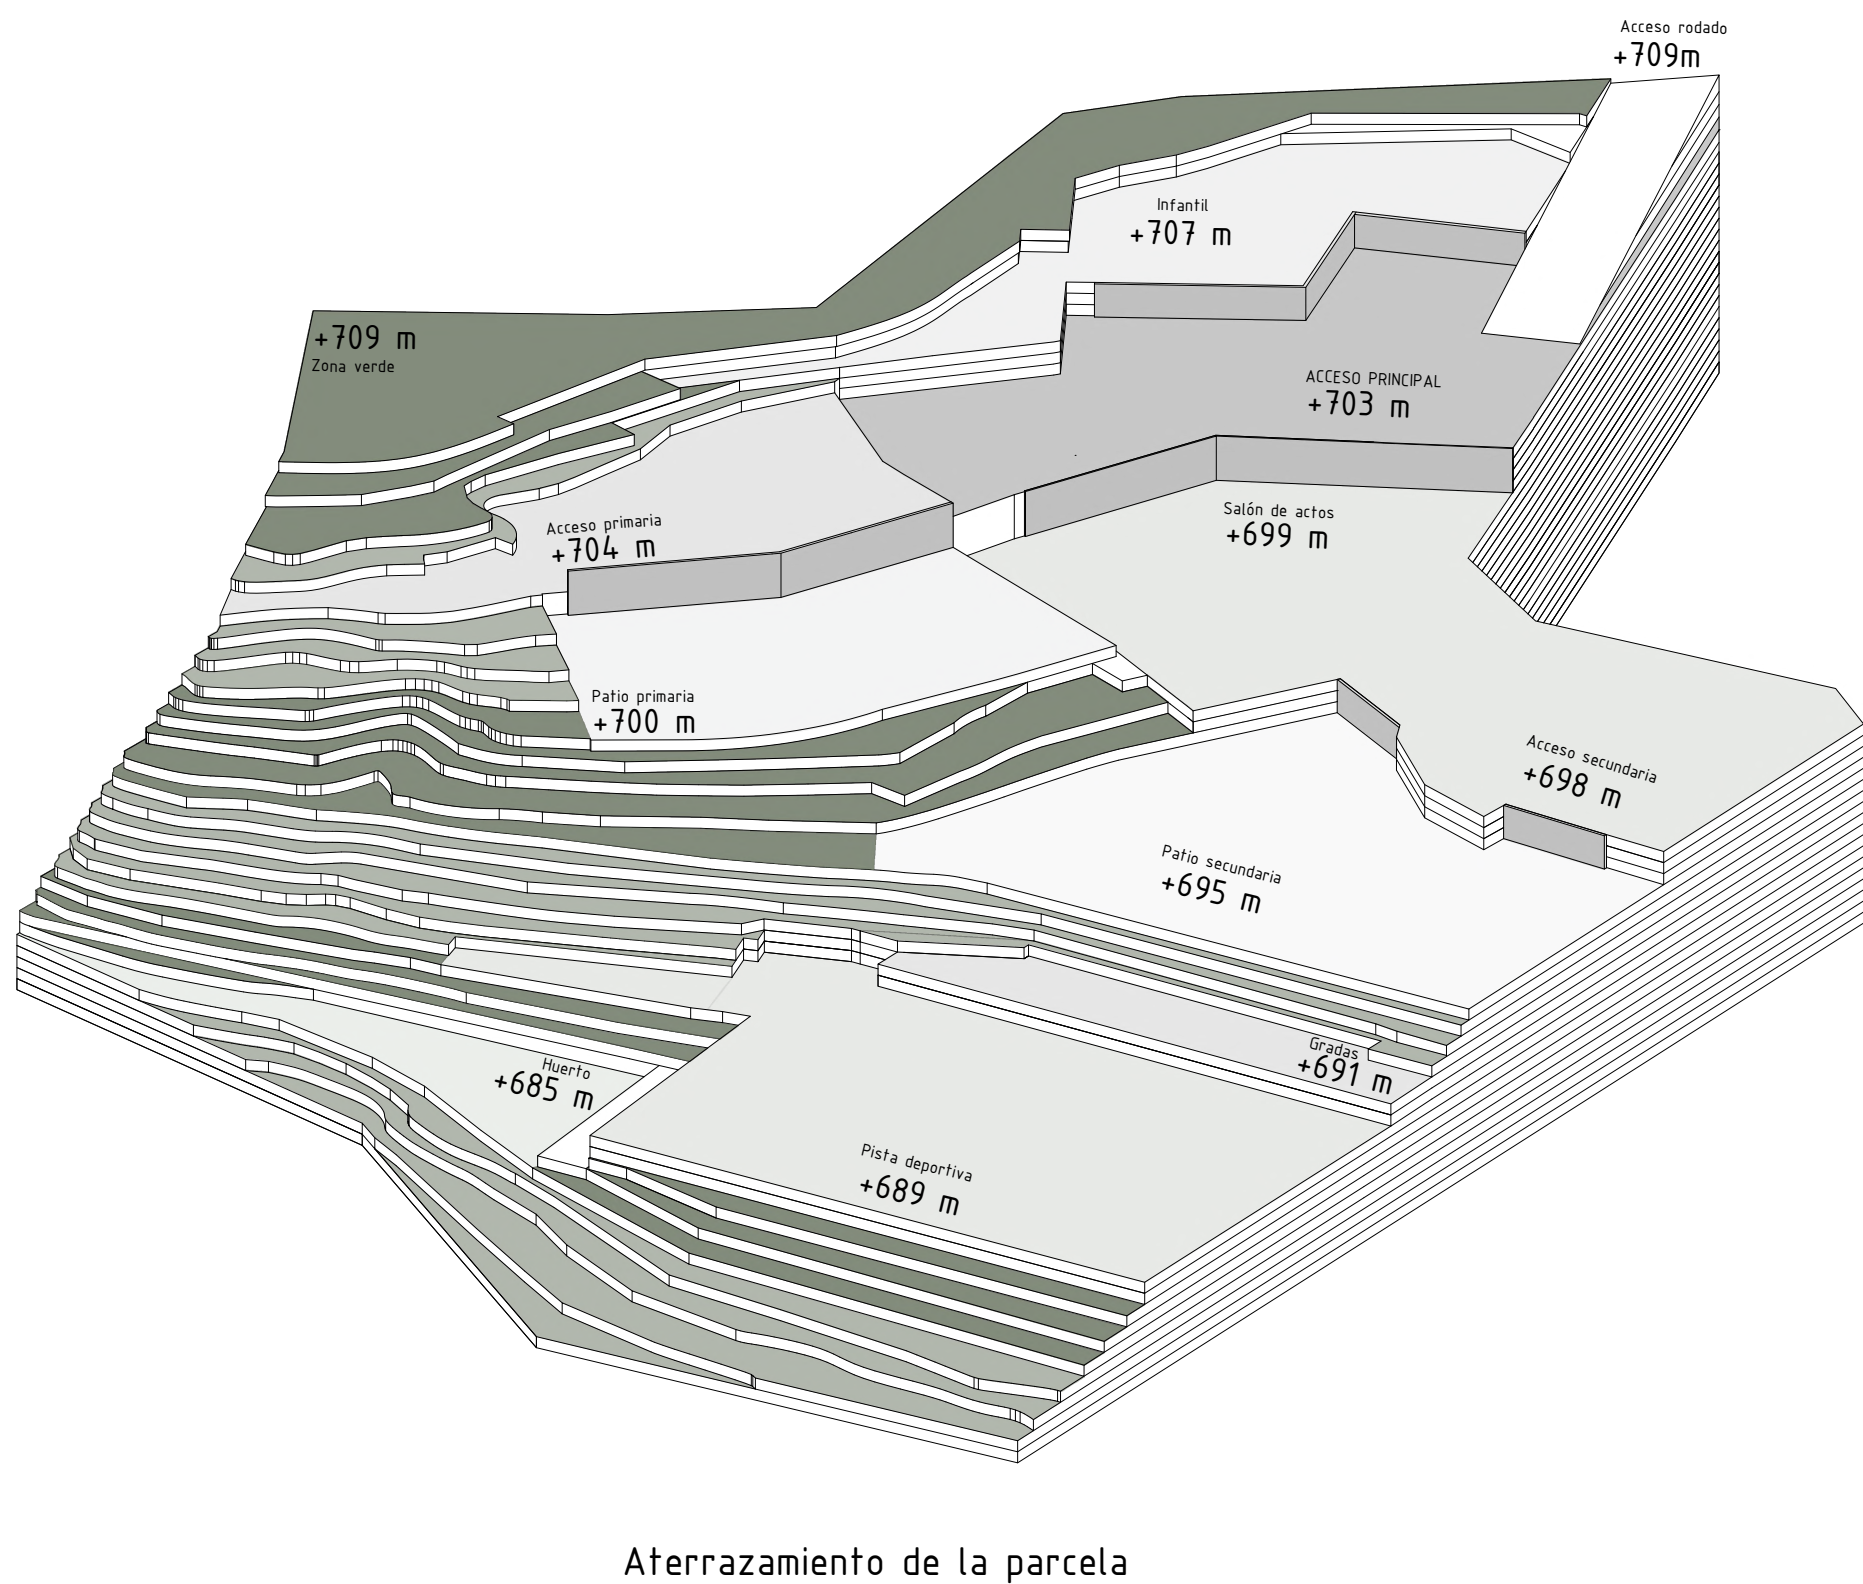 Acceso rodado
+709m
Infantil
+707 m
+709 m
Zona verde
ACCESO PRINCIPAL
+703 m
Salón de actos
+699 m
Acceso primaria
+704 m
Patio primaria
+700 m
Acceso secundaria
+698 m
Patio secundaria
+695 m
Gradas
+691 m
Huerto
+685 m
Pista deportiva
+689 m
Aterrazamiento de la parcela